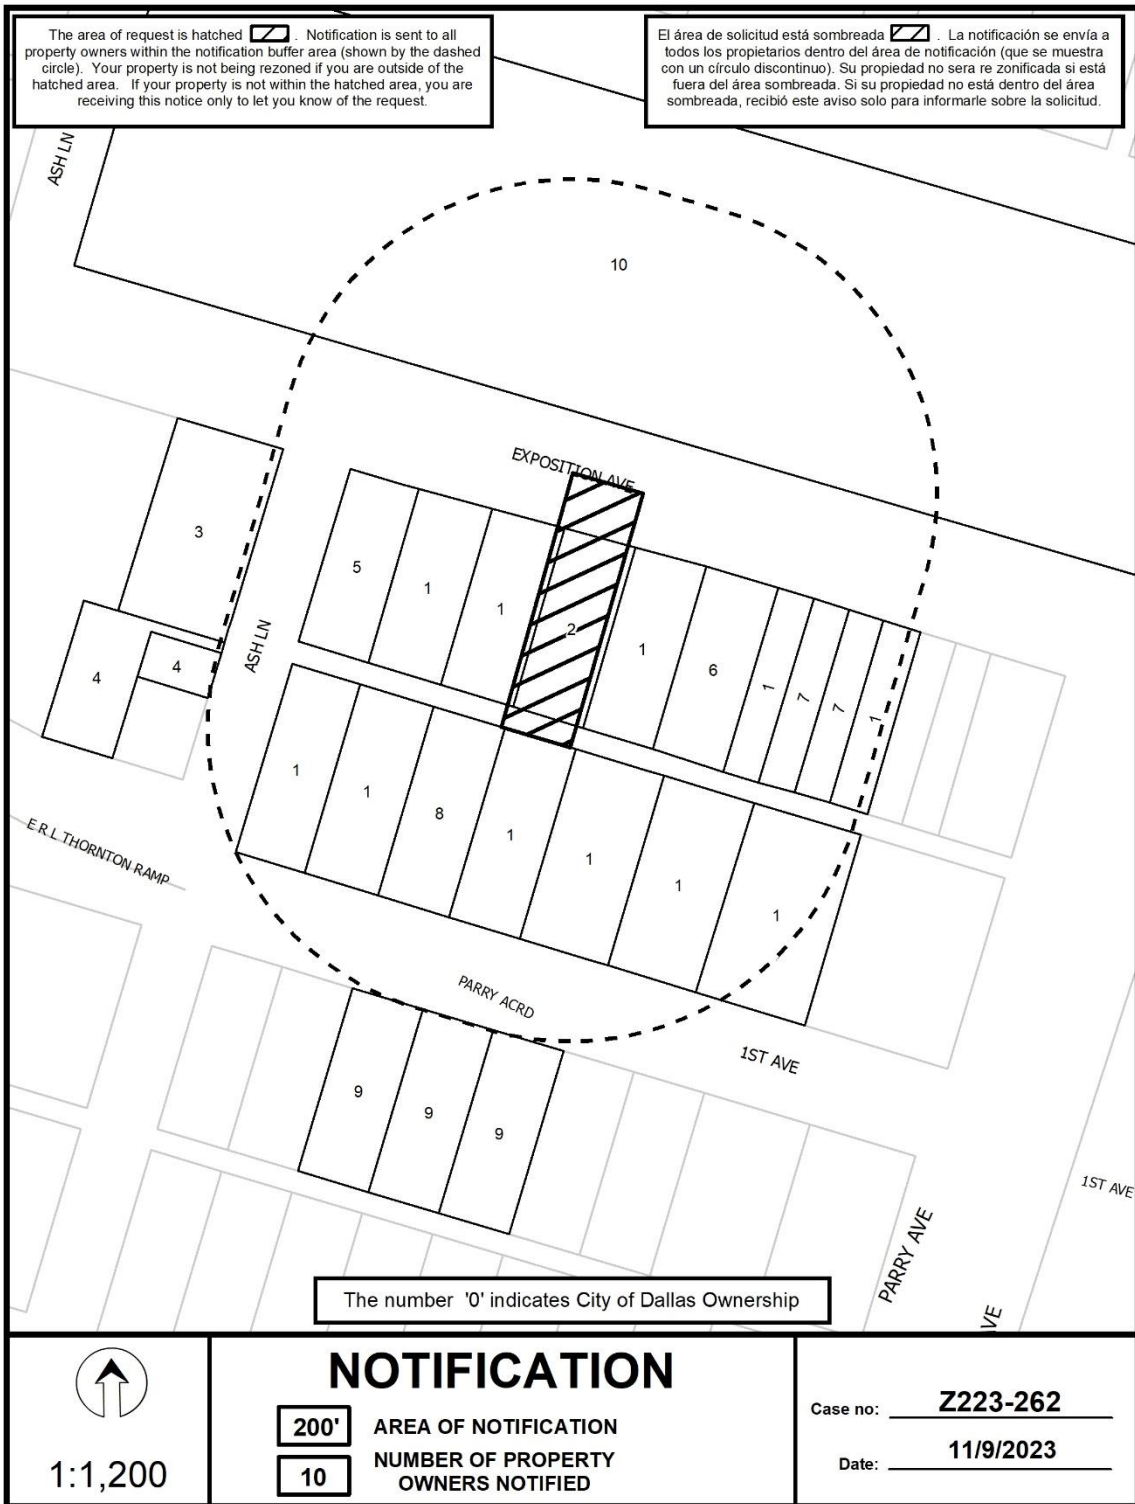 The area of request is hatched . Notification is sent to all
property owners within the notification buffer area (shown by the dashed
circle). Your property is not being rezoned if you are outside of the
hatched area. If your property is not within the hatched area, you are
receiving this notice only to let you know of the request.
El área de solicitud está sombreada . La notificación se envía a
todos los propietarios dentro del área de notificación (que se muestra
con un círculo discontinuo). Su propiedad no sera re zonificada si está
fuera del área sombreada. Si su propiedad no está dentro del área
sombreada, recibió este aviso solo para informarle sobre la solicitud.
ASH LN
10
EXPOSITION AVE
3
5
1
1
2
1
6
1
7
7
1
4
4
ASH LN
1
1
8
1
1
1
1
E R L THORNTON RAMP
PARRY ACRD
1ST AVE
9
9
9
1ST AVE
PARRY AVE
VE
The number '0' indicates City of Dallas Ownership
1:1,200
NOTIFICATION
200' AREA OF NOTIFICATION
10 NUMBER OF PROPERTY
OWNERS NOTIFIED
Case no: Z223-262
Date: 11/9/2023